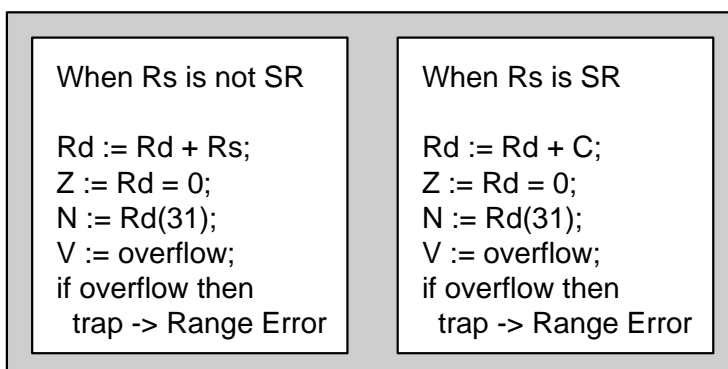 When Rs is not SR
Rd := Rd + Rs;
Z := Rd = 0;
N := Rd(31);
V := overflow;
if overflow then
trap -> Range Error
When Rs is SR
Rd := Rd + C;
Z := Rd = 0;
N := Rd(31);
V := overflow;
if overflow then
trap -> Range Error